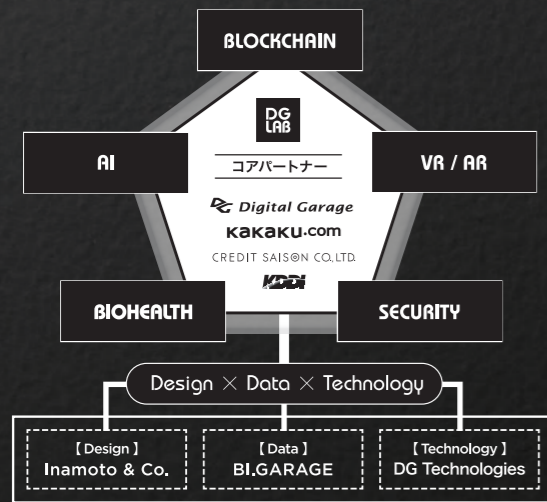 BLOCKCHAIN
DG
LAB
AI
コアパートナー
VR / AR
DG Digital Garage
kakaku.com
CREDIT SAISON CO.,LTD.
KDDI
BIOHEALTH
SECURITY
Design × Data × Technology
【Design】
Inamoto & Co.
【Data】
BI.GARAGE
【Technology】
DG Technologies